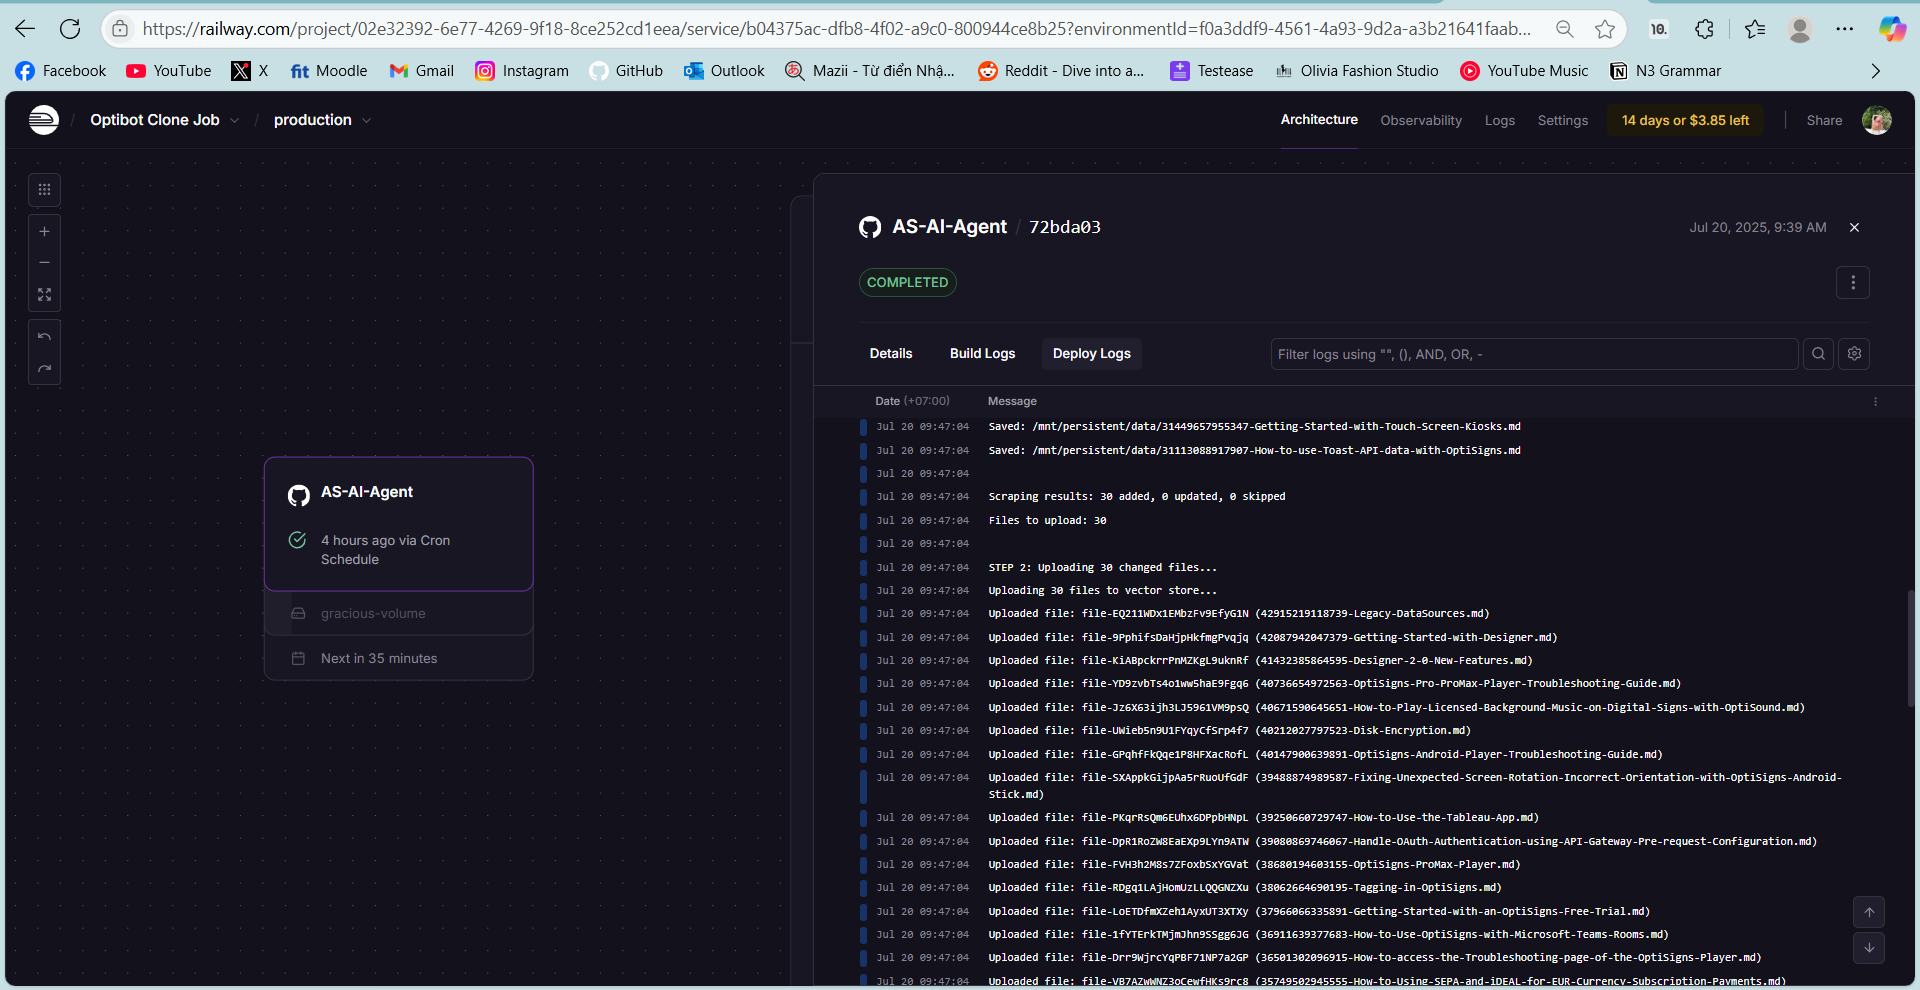 https://railway.com/project/02e32392-6e77-4269-9f18-8ce252cd1eea/service/b04375ac-dfb8-4f02-a9c0-800944ce8b25?environmentId=f0a3ddf9-4561-4a93-9d2a-a3b21641faab...
Facebook YouTube X fit Moodle Gmail Instagram GitHub Outlook Mazii - Từ điển Nhậ... Reddit - Dive into a... Testease Olivia Fashion Studio YouTube Music N3 Grammar
Optibot Clone Job / production Architecture Observability Logs Settings 14 days or $3.85 left Share
AS-AI-Agent / 72bda03 Jul 20, 2025, 9:39 AM
COMPLETED
Details Build Logs Deploy Logs Filter logs using "", (), AND, OR, -
Date (+07:00) Message
Jul 20 09:47:04 Saved: /mnt/persistent/data/31449657955347-Getting-Started-with-Touch-Screen-Kiosks.md
Jul 20 09:47:04 Saved: /mnt/persistent/data/31113088917907-How-to-use-Toast-API-data-with-OptiSigns.md
Jul 20 09:47:04
Jul 20 09:47:04 Scraping results: 30 added, 0 updated, 0 skipped
Jul 20 09:47:04 Files to upload: 30
Jul 20 09:47:04
Jul 20 09:47:04 STEP 2: Uploading 30 changed files...
Jul 20 09:47:04 Uploading 30 files to vector store...
Jul 20 09:47:04 Uploaded file: file-EQ211WDx1EMbzFv9EfyG1N (42915219118739-Legacy-DataSources.md)
Jul 20 09:47:04 Uploaded file: file-9PphifsDaHjpHkfmgPvqjq (42087942047379-Getting-Started-with-Designer.md)
Jul 20 09:47:04 Uploaded file: file-KiABpckrrPnMZKgL9uknRf (41432385864595-Designer-2-0-New-Features.md)
Jul 20 09:47:04 Uploaded file: file-YD9zvbTs4o1ww5haE9Fgq6 (40736654972563-OptiSigns-Pro-ProMax-Player-Troubleshooting-Guide.md)
Jul 20 09:47:04 Uploaded file: file-Jz6X63ijh3LJ5961VM9psQ (40671590645651-How-to-Play-Licensed-Background-Music-on-Digital-Signs-with-OptiSound.md)
Jul 20 09:47:04 Uploaded file: file-UWieb5n9U1FYqyCfSrp4f7 (40212027797523-Disk-Encryption.md)
Jul 20 09:47:04 Uploaded file: file-GPqhfFkQqe1P8HFXacRofL (40147900639891-OptiSigns-Android-Player-Troubleshooting-Guide.md)
Jul 20 09:47:04 Uploaded file: file-SXAppkGijpAa5rRuoUfGdF (39488874989587-Fixing-Unexpected-Screen-Rotation-Incorrect-Orientation-with-OptiSigns-Android-
Stick.md)
Jul 20 09:47:04 Uploaded file: file-PKqrRsQm6EUhx6DPpbHNpL (39250660729747-How-to-Use-the-Tableau-App.md)
Jul 20 09:47:04 Uploaded file: file-DpR1RoZW8EaEXp9LYn9ATW (39080869746067-Handle-OAuth-Authentication-using-API-Gateway-Pre-request-Configuration.md)
Jul 20 09:47:04 Uploaded file: file-FVH3h2M8s7ZFoxbSxYGVat (38680194603155-OptiSigns-ProMax-Player.md)
Jul 20 09:47:04 Uploaded file: file-RDgq1LAjHomUzLLQQGNZXu (38062664690195-Tagging-in-OptiSigns.md)
Jul 20 09:47:04 Uploaded file: file-LoETDfmXZeh1AyxUT3XTXy (37966066335891-Getting-Started-with-an-OptiSigns-Free-Trial.md)
Jul 20 09:47:04 Uploaded file: file-1fYTErkTMjmJhn9SSgg6JG (36911639377683-How-to-Use-OptiSigns-with-Microsoft-Teams-Rooms.md)
Jul 20 09:47:04 Uploaded file: file-Drr9WjrcYqPBF71NP7a2GP (36501302096915-How-to-access-the-Troubleshooting-page-of-the-OptiSigns-Player.md)
Jul 20 09:47:04 Uploaded file: file-VB7AZwWNZ3oCewfHKs9rc8 (35749502945555-How-to-Using-SEPA-and-iDEAL-for-EUR-Currency-Subscription-Payments.md)
AS-AI-Agent
4 hours ago via Cron
Schedule
gracious-volume
Next in 35 minutes